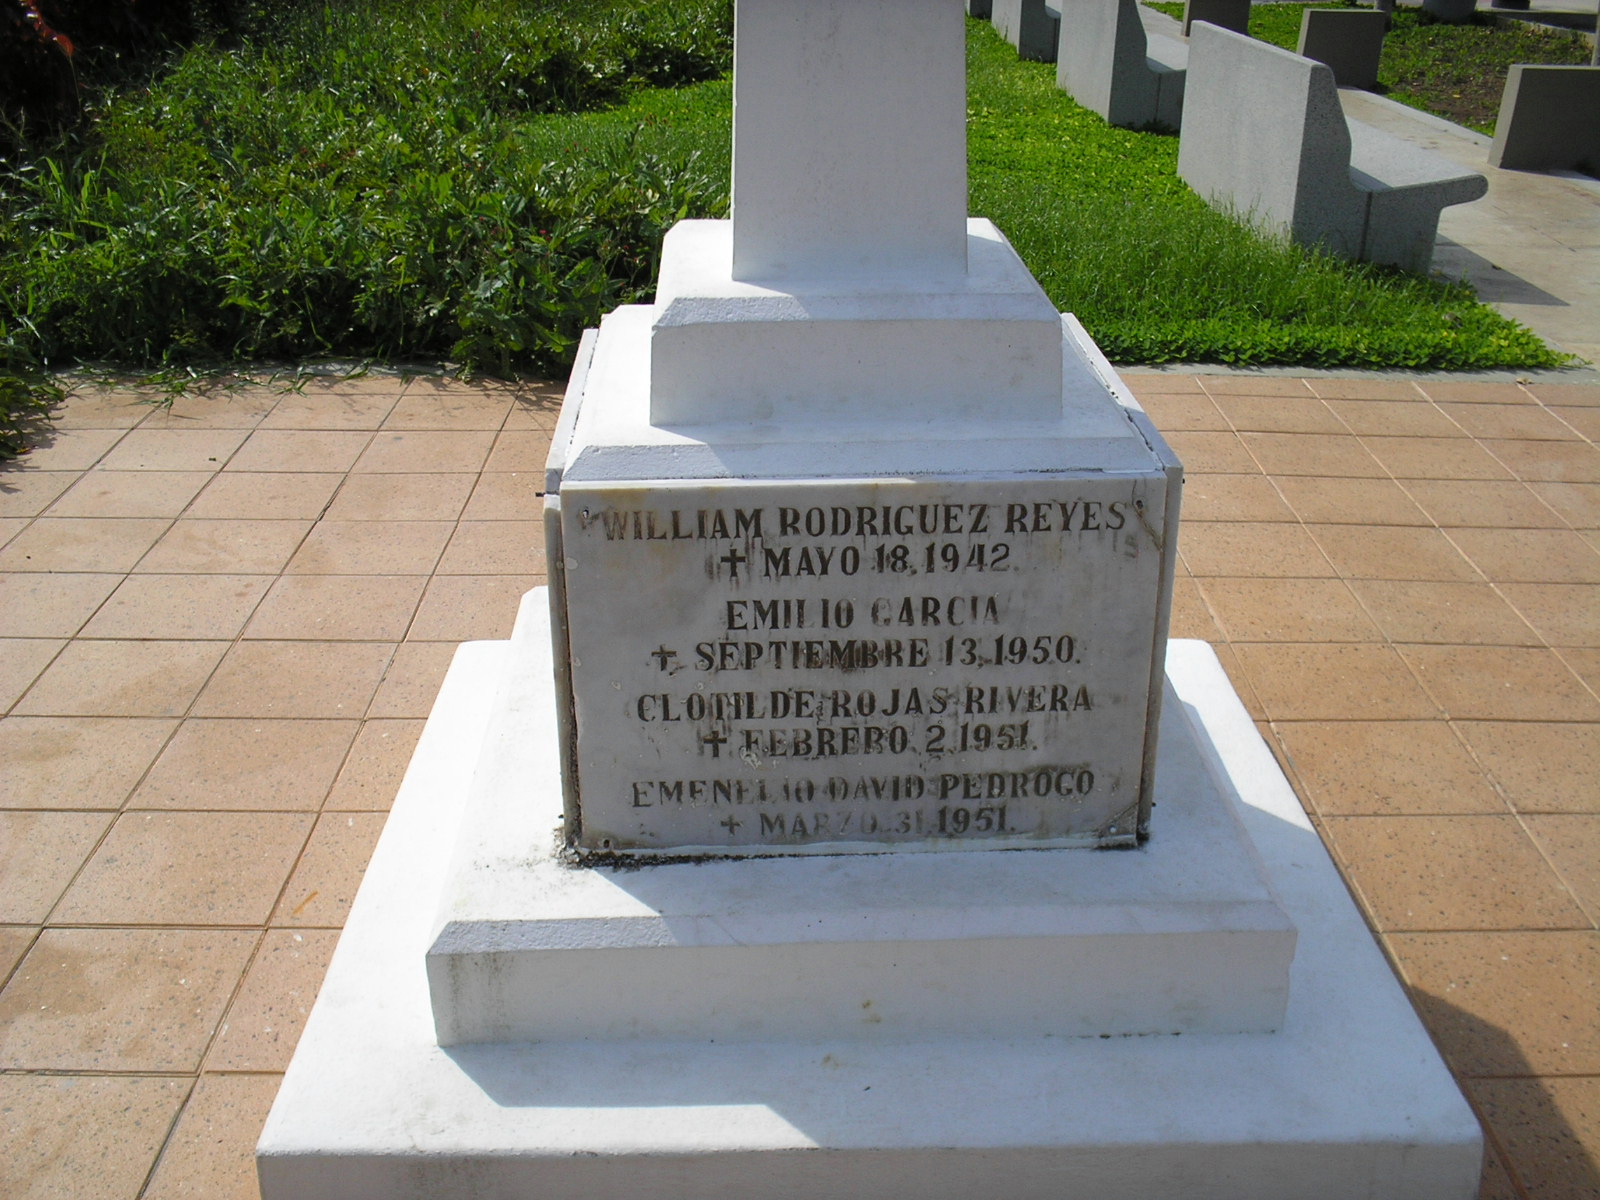 WILLIAM RODRIGUEZ REYES
✝ MAYO 18, 1942.
EMILIO GARCIA
✝ SEPTIEMBRE 13, 1950.
CLOTILDE ROJAS RIVERA
✝ FEBRERO 2, 1951.
EMENELIO DAVID PEDROGO
✝ MARZO 31, 1951.